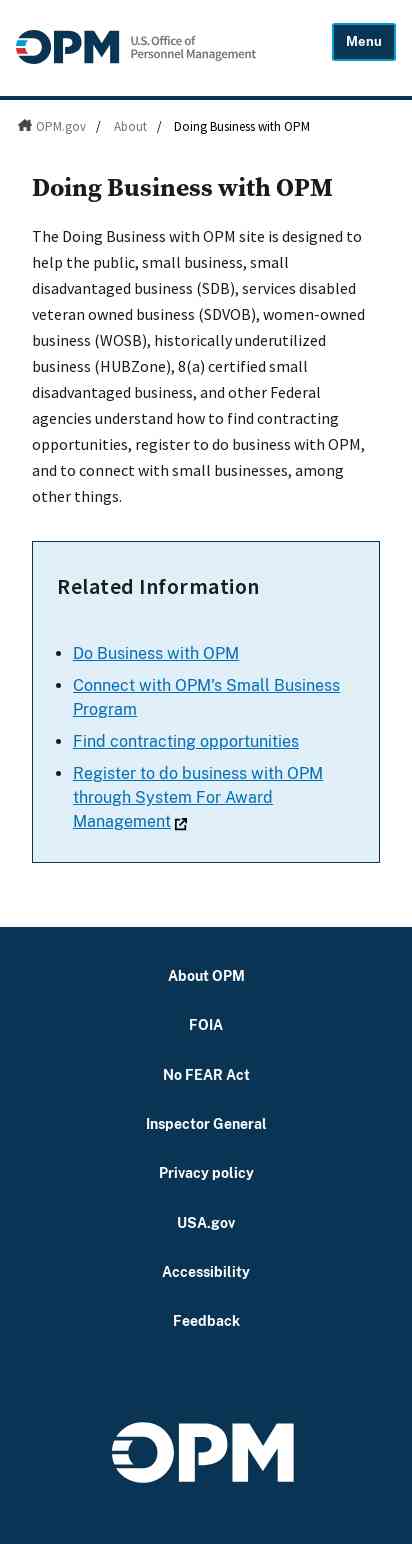 OPM U.S. Office of
Personnel Management
Menu
OPM.gov / About / Doing Business with OPM
Doing Business with OPM
The Doing Business with OPM site is designed to
help the public, small business, small
disadvantaged business (SDB), services disabled
veteran owned business (SDVOB), women-owned
business (WOSB), historically underutilized
business (HUBZone), 8(a) certified small
disadvantaged business, and other Federal
agencies understand how to find contracting
opportunities, register to do business with OPM,
and to connect with small businesses, among
other things.
Related Information
Do Business with OPM
Connect with OPM's Small Business
Program
Find contracting opportunities
Register to do business with OPM
through System For Award
Management
About OPM
FOIA
No FEAR Act
Inspector General
Privacy policy
USA.gov
Accessibility
Feedback
OPM